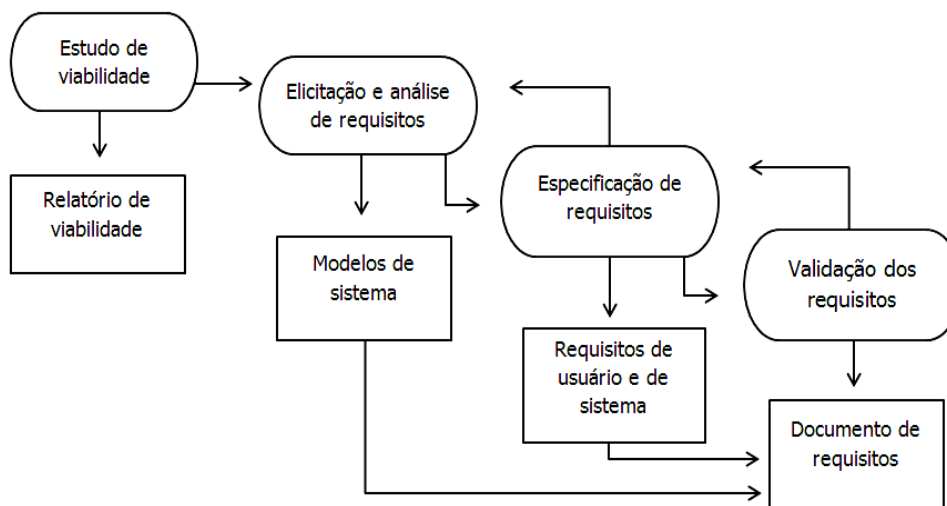 Estudo de
viabilidade
Elicitação e análise
de requisitos
Especificação de
requisitos
Validação dos
requisitos
Relatório de
viabilidade
Modelos de
sistema
Requisitos de
usuário e de
sistema
Documento de
requisitos